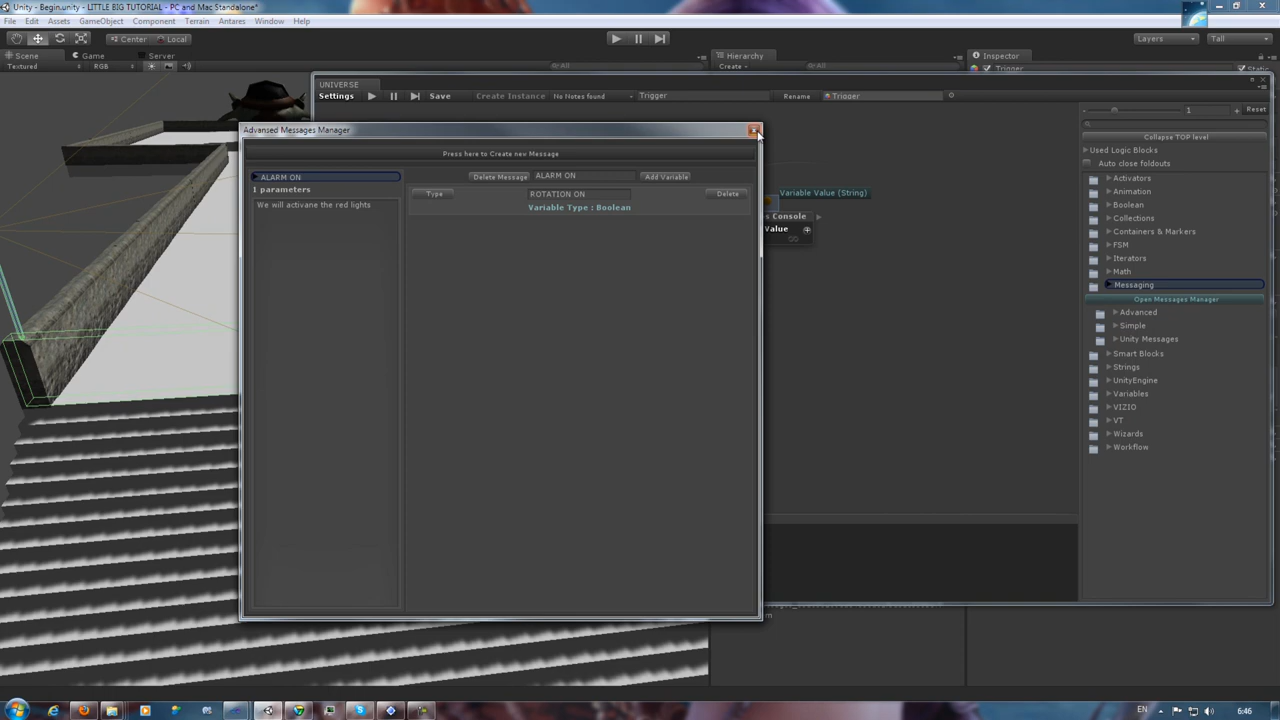 Unity - Begin.unity - LITTLE BIG TUTORIAL - PC and Mac Standalone*
File Edit Assets GameObject Component Terrain Antares Window Help
Center Local Layers Tall
Scene Game Server Hierarchy Inspector
Textured RGB All Create All Trigger Static
UNIVERSE
Settings Save Create Instance No Notes found Trigger Rename Trigger 1 Reset
Advansed Messages Manager
Press here to Create new Message
ALARM ON
1 parameters
We will activane the red lights
Delete Message ALARM ON Add Variable
Type ROTATION ON Delete
Variable Type : Boolean
Variable Value (String)
s Console
Value
Collapse TOP level
Used Logic Blocks
Auto close foldouts
Activators
Animation
Boolean
Collections
Containers & Markers
FSM
Iterators
Math
Messaging
Open Messages Manager
Advanced
Simple
Unity Messages
Smart Blocks
Strings
UnityEngine
Variables
VIZIO
VT
Wizards
Workflow
EN 6:46